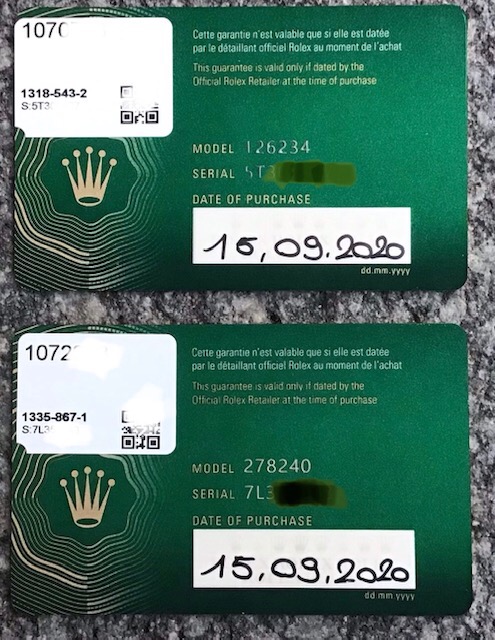 1070
Cette garantie n'est valable que si elle est datée
par le détaillant officiel Rolex au moment de l'achat
This guarantee is valid only if dated by the
Official Rolex Retailer at the time of purchase
1318-543-2
S:5T3
MODEL 126234
SERIAL 5T
DATE OF PURCHASE
15.09.2020
dd.mm.yyyy
1072
Cette garantie n'est valable que si elle est datée
par le détaillant officiel Rolex au moment de l'achat
This guarantee is valid only if dated by the
Official Rolex Retailer at the time of purchase
1335-867-1
S:7L3
MODEL 278240
SERIAL 7L3
DATE OF PURCHASE
15.09.2020
dd.mm.yyyy